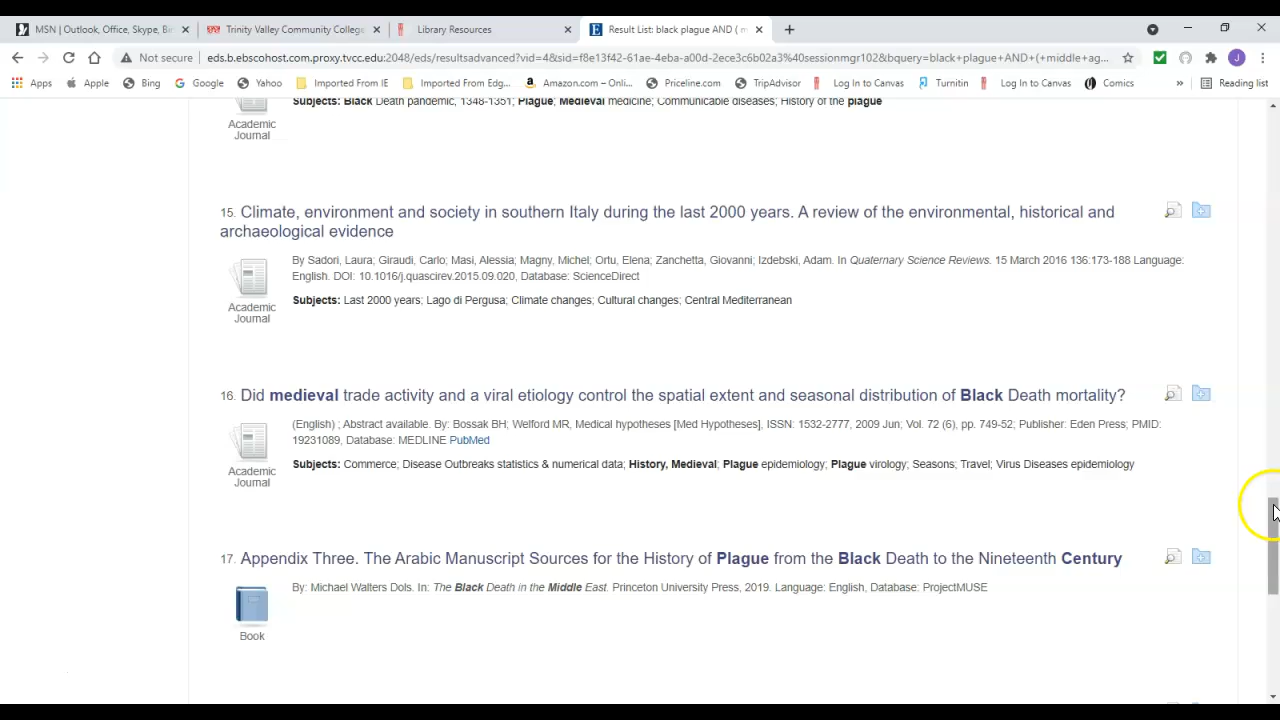 MSN | Outlook, Office, Skype, Bin
Trinity Valley Community College
Library Resources
Result List: black plague AND ( m
Not secure
eds.b.ebscohost.com.proxy.tvcc.edu:2048/eds/resultsadvanced?vid=4&sid=f8e13f42-61ae-4eba-a00d-2ece3c6b02a3%40sessionmgr102&bquery=black+plague+AND+(+middle+ag...
J
Apps
Apple
Bing
Google
Yahoo
Imported From IE
Imported From Edg...
Amazon.com – Onli...
Priceline.com
TripAdvisor
Log In to Canvas
Turnitin
Log In to Canvas
Comics
»
Reading list
Subjects: Black Death pandemic, 1348-1351; Plague; Medieval medicine; Communicable diseases; History of the plague
Academic
Journal
15. Climate, environment and society in southern Italy during the last 2000 years. A review of the environmental, historical and
archaeological evidence
By Sadori, Laura; Giraudi, Carlo; Masi, Alessia; Magny, Michel; Ortu, Elena; Zanchetta, Giovanni; Izdebski, Adam. In Quaternary Science Reviews. 15 March 2016 136:173-188 Language:
English. DOI: 10.1016/j.quascirev.2015.09.020, Database: ScienceDirect
Subjects: Last 2000 years; Lago di Pergusa; Climate changes; Cultural changes; Central Mediterranean
Academic
Journal
16. Did medieval trade activity and a viral etiology control the spatial extent and seasonal distribution of Black Death mortality?
(English) ; Abstract available. By: Bossak BH; Welford MR, Medical hypotheses [Med Hypotheses], ISSN: 1532-2777, 2009 Jun; Vol. 72 (6), pp. 749-52; Publisher: Eden Press; PMID:
19231089, Database: MEDLINE PubMed
Subjects: Commerce; Disease Outbreaks statistics & numerical data; History, Medieval; Plague epidemiology; Plague virology; Seasons; Travel; Virus Diseases epidemiology
Academic
Journal
17. Appendix Three. The Arabic Manuscript Sources for the History of Plague from the Black Death to the Nineteenth Century
By: Michael Walters Dols. In: The Black Death in the Middle East. Princeton University Press, 2019. Language: English, Database: ProjectMUSE
Book